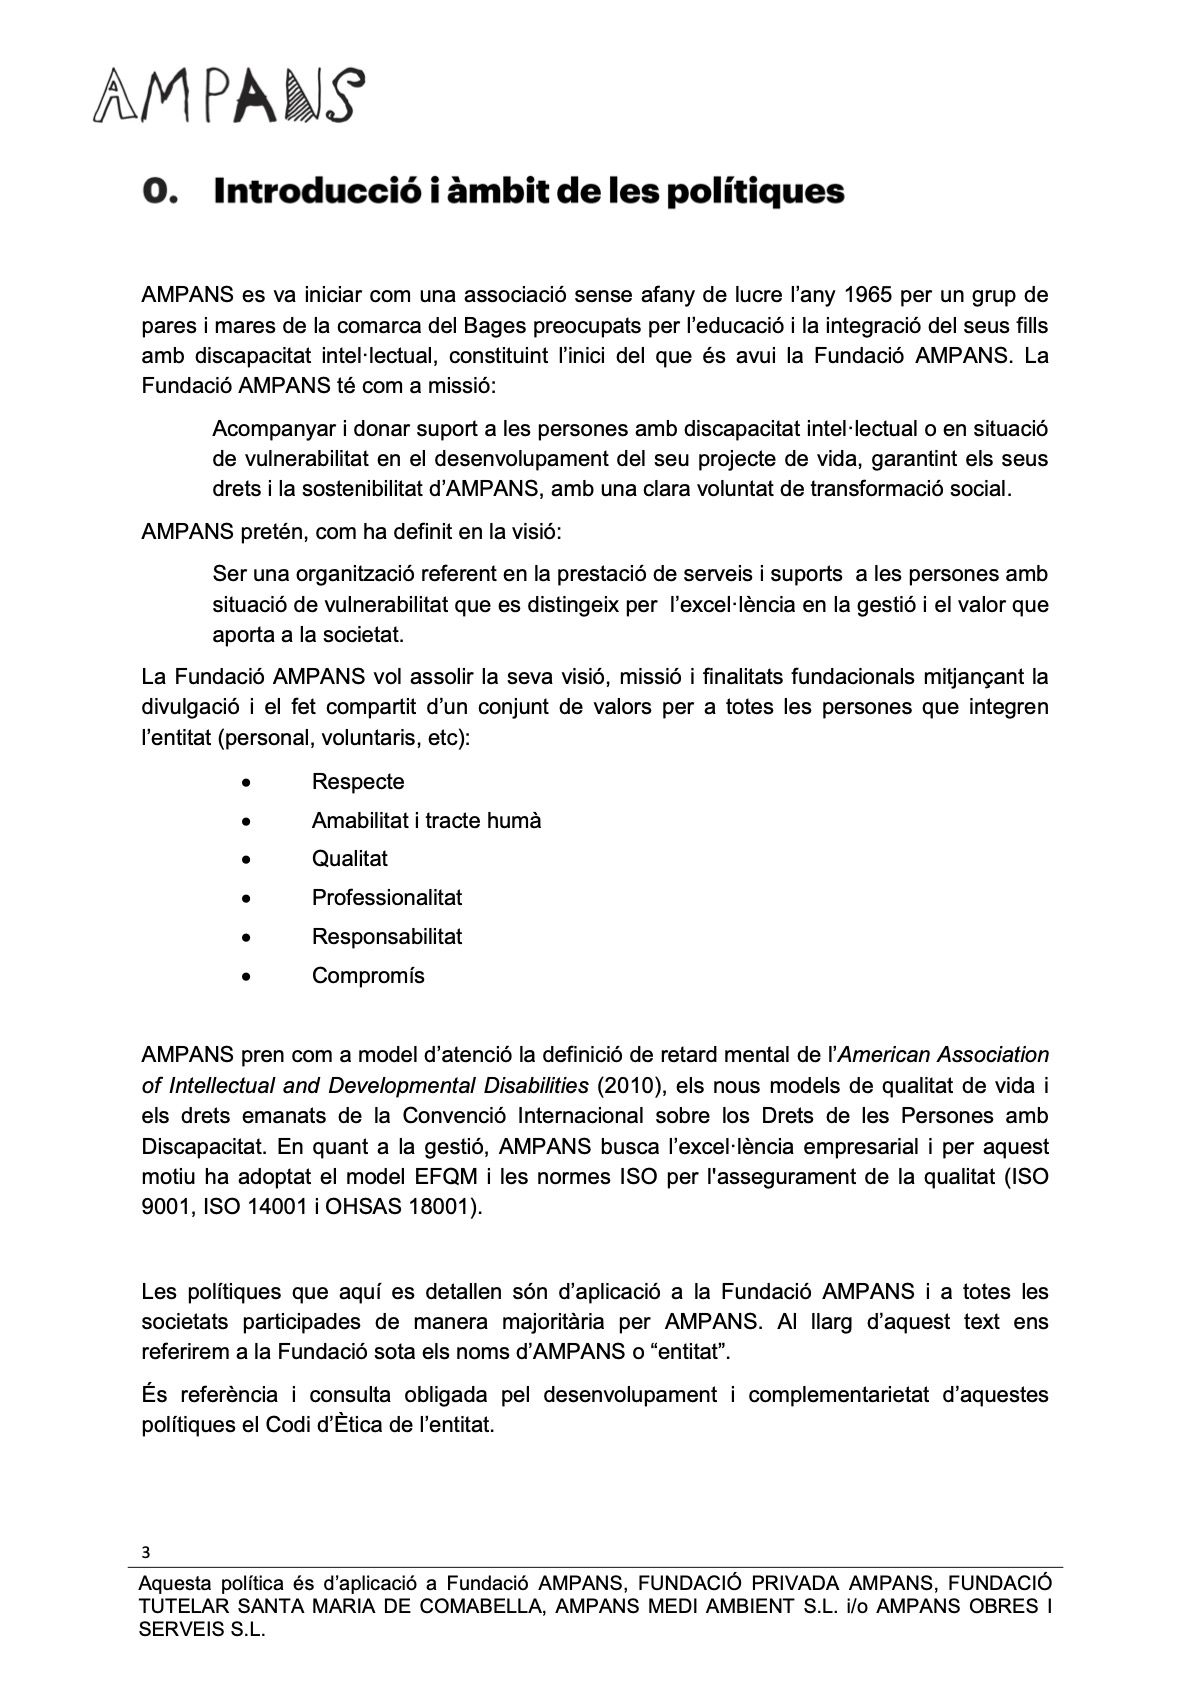 AMPANS
0. Introducció i àmbit de les polítiques
AMPANS es va iniciar com una associació sense afany de lucre l’any 1965 per un grup de
pares i mares de la comarca del Bages preocupats per l’educació i la integració del seus fills
amb discapacitat intel·lectual, constituint l’inici del que és avui la Fundació AMPANS. La
Fundació AMPANS té com a missió:
Acompanyar i donar suport a les persones amb discapacitat intel·lectual o en situació
de vulnerabilitat en el desenvolupament del seu projecte de vida, garantint els seus
drets i la sostenibilitat d’AMPANS, amb una clara voluntat de transformació social.
AMPANS pretén, com ha definit en la visió:
Ser una organització referent en la prestació de serveis i suports  a les persones amb
situació de vulnerabilitat que es distingeix per  l’excel·lència en la gestió i el valor que
aporta a la societat.
La Fundació AMPANS vol assolir la seva visió, missió i finalitats fundacionals mitjançant la
divulgació i el fet compartit d’un conjunt de valors per a totes les persones que integren
l’entitat (personal, voluntaris, etc):
• Respecte
• Amabilitat i tracte humà
• Qualitat
• Professionalitat
• Responsabilitat
• Compromís
AMPANS pren com a model d’atenció la definició de retard mental de l’American Association
of Intellectual and Developmental Disabilities (2010), els nous models de qualitat de vida i
els drets emanats de la Convenció Internacional sobre los Drets de les Persones amb
Discapacitat. En quant a la gestió, AMPANS busca l’excel·lència empresarial i per aquest
motiu ha adoptat el model EFQM i les normes ISO per l'assegurament de la qualitat (ISO
9001, ISO 14001 i OHSAS 18001).
Les polítiques que aquí es detallen són d’aplicació a la Fundació AMPANS i a totes les
societats participades de manera majoritària per AMPANS. Al llarg d’aquest text ens
referirem a la Fundació sota els noms d’AMPANS o “entitat”.
És referència i consulta obligada pel desenvolupament i complementarietat d’aquestes
polítiques el Codi d’Ètica de l’entitat.
3
Aquesta política és d’aplicació a Fundació AMPANS, FUNDACIÓ PRIVADA AMPANS, FUNDACIÓ
TUTELAR SANTA MARIA DE COMABELLA, AMPANS MEDI AMBIENT S.L. i/o AMPANS OBRES I
SERVEIS S.L.